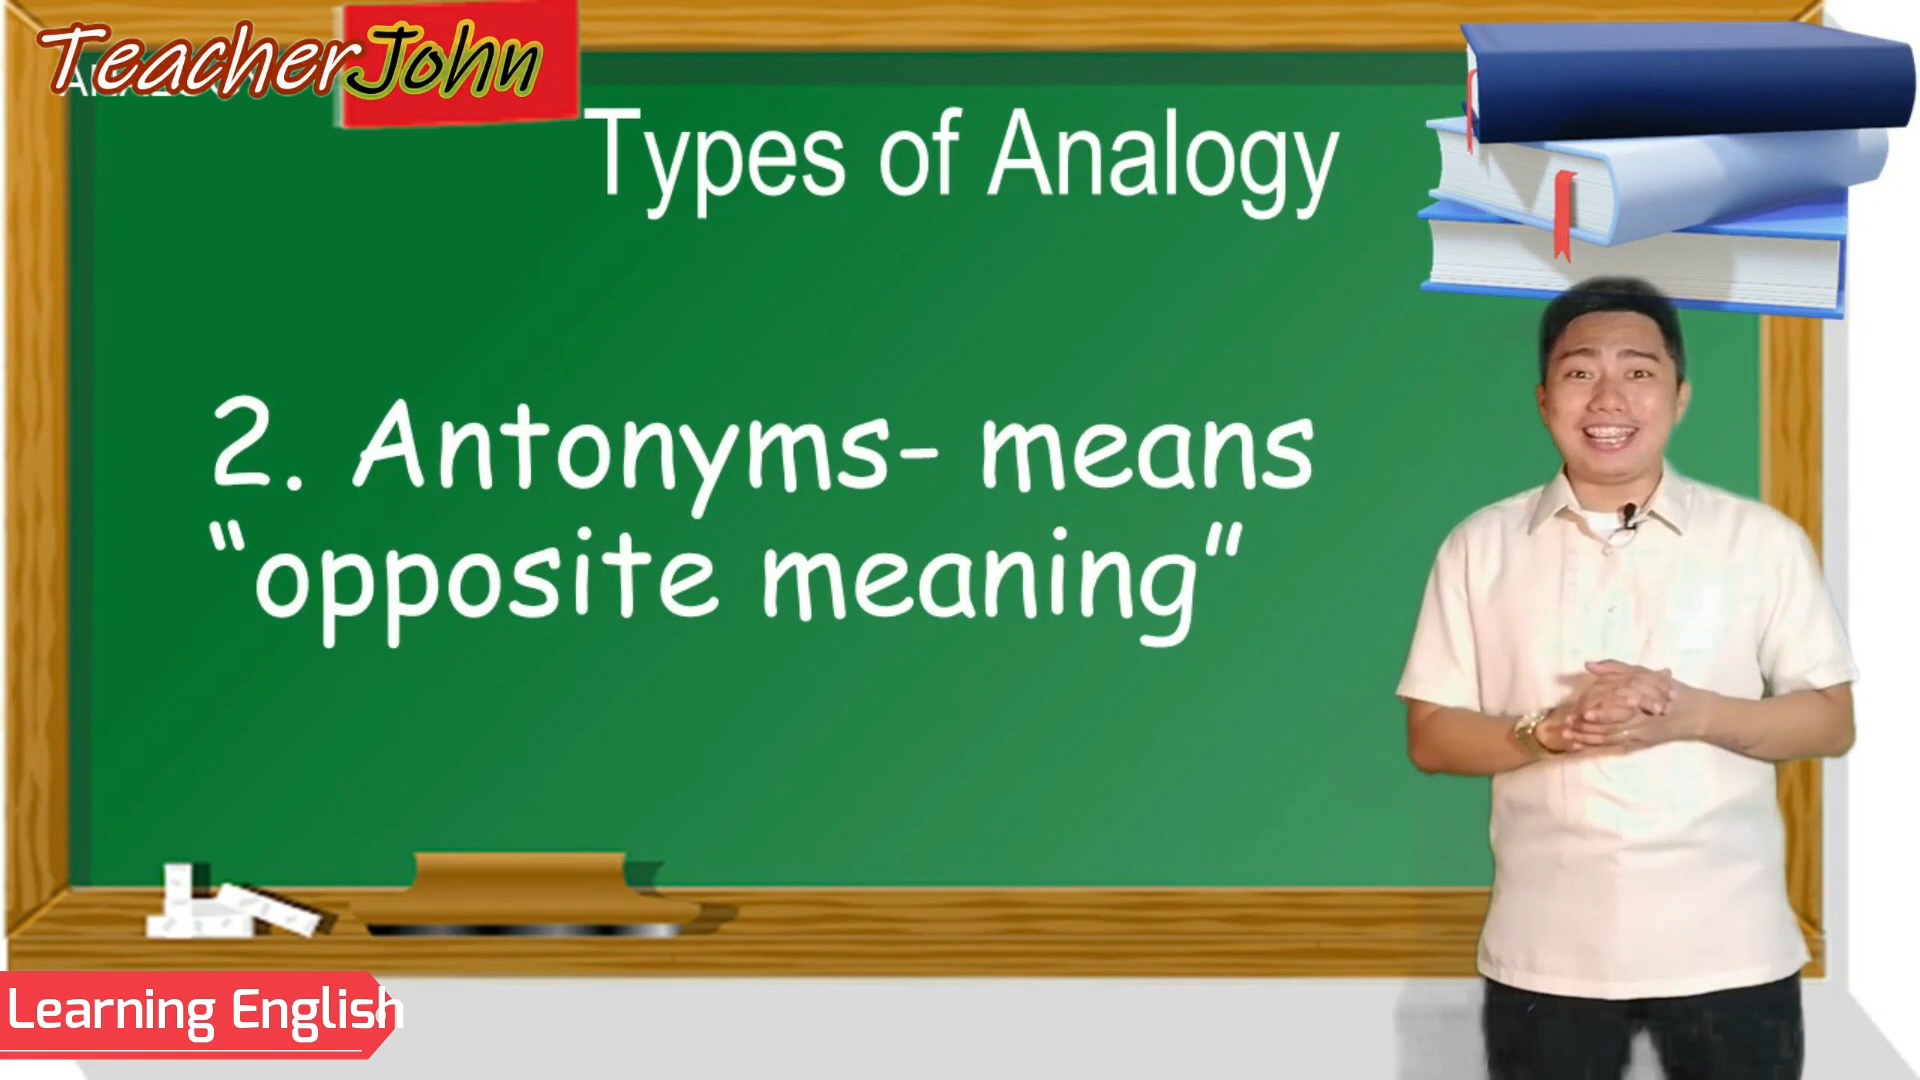 TeacherJohn
Types of Analogy
2. Antonyms- means
“opposite meaning”
Learning English